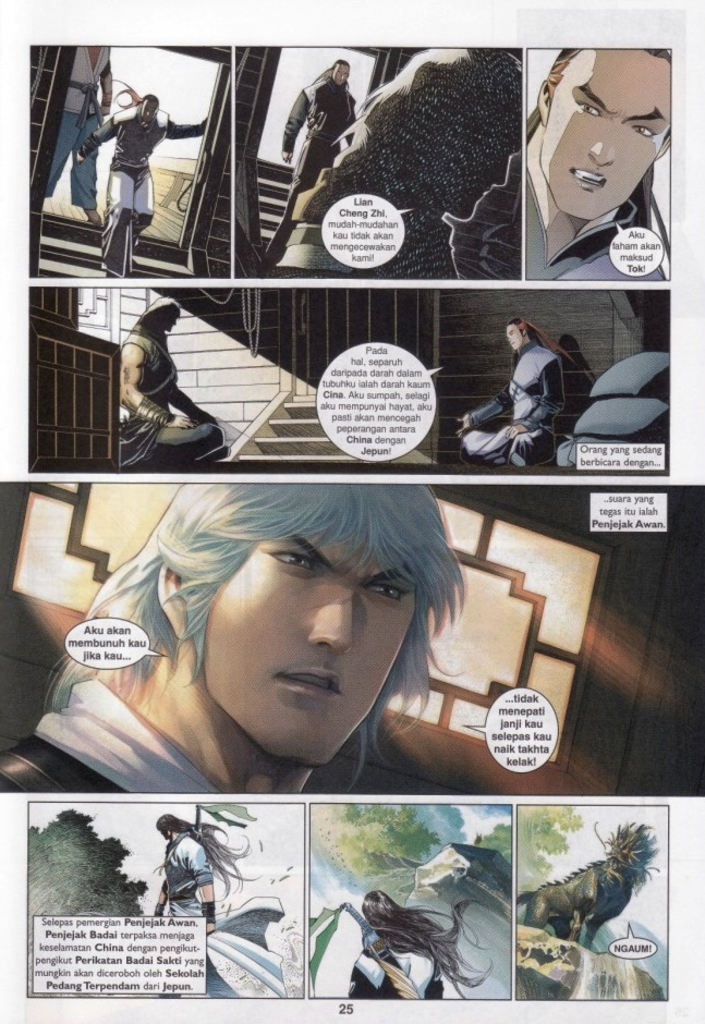 Lian
Cheng Zhi,
mudah-mudahan
kau tidak akan
mengecewakan
kami!
Aku
faham akan
maksud
Tok!
Pada
hal, separuh
daripada darah dalam
tubuhku ialah darah kaum
Cina. Aku sumpah, selagi
aku mempunyai hayat, aku
pasti akan mencegah
peperangan antara
China dengan
Jepun!
Orang yang sedang
berbicara dengan...
..suara yang
tegas itu ialah
Penjejak Awan.
Aku akan
membunuh kau
jika kau...
...tidak
menepati
janji kau
selepas kau
naik takhta
kelak!
Selepas pemergian Penjejak Awan,
Penjejak Badai terpaksa menjaga
keselamatan China dengan pengikut-
pengikut Perikatan Badai Sakti yang
mungkin akan diceroboh oleh Sekolah
Pedang Terpendam dari Jepun.
NGAUM!
25